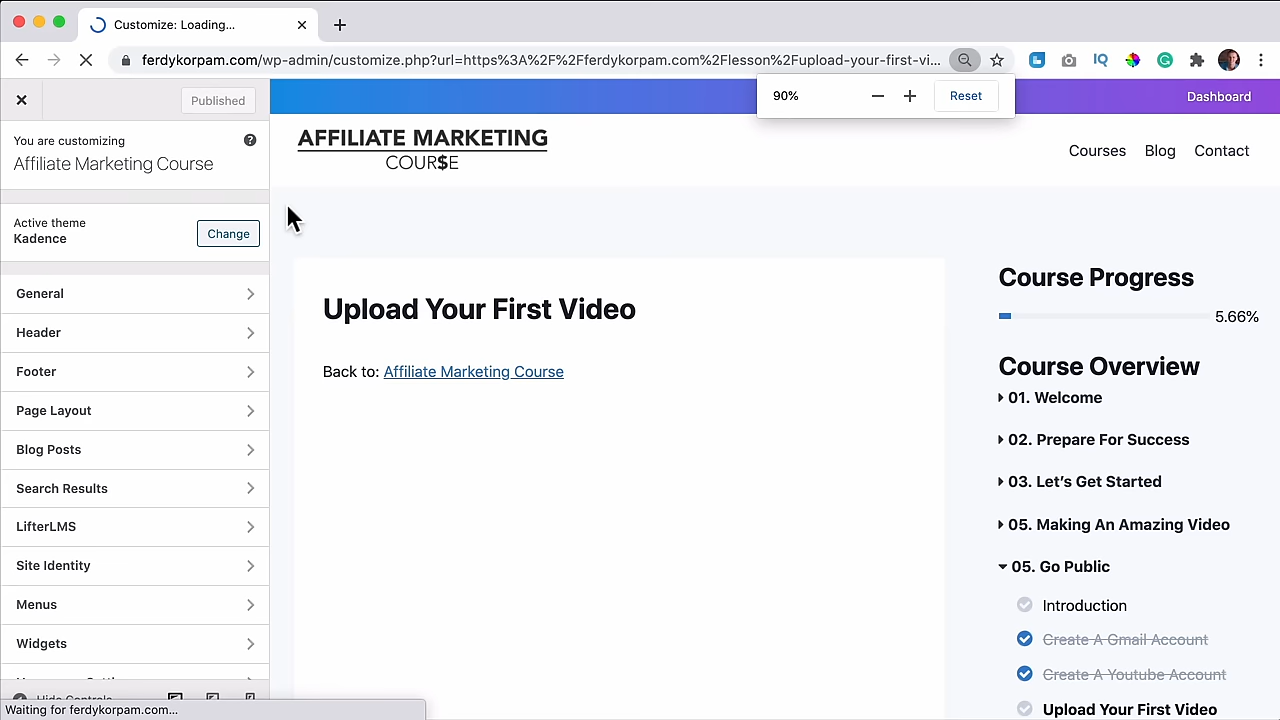 Customize: Loading...
ferdykorpam.com/wp-admin/customize.php?url=https%3A%2F%2Fferdykorpam.com%2Flesson%2Fupload-your-first-vi...
90%
Reset
Published
Dashboard
You are customizing
Affiliate Marketing Course
AFFILIATE MARKETING
COUR$E
Courses
Blog
Contact
Active theme
Kadence
Change
General
Header
Footer
Page Layout
Blog Posts
Search Results
LifterLMS
Site Identity
Menus
Widgets
Hide Controls
Waiting for ferdykorpam.com...
Upload Your First Video
Back to: Affiliate Marketing Course
Course Progress
5.66%
Course Overview
01. Welcome
02. Prepare For Success
03. Let's Get Started
05. Making An Amazing Video
05. Go Public
Introduction
Create A Gmail Account
Create A Youtube Account
Upload Your First Video